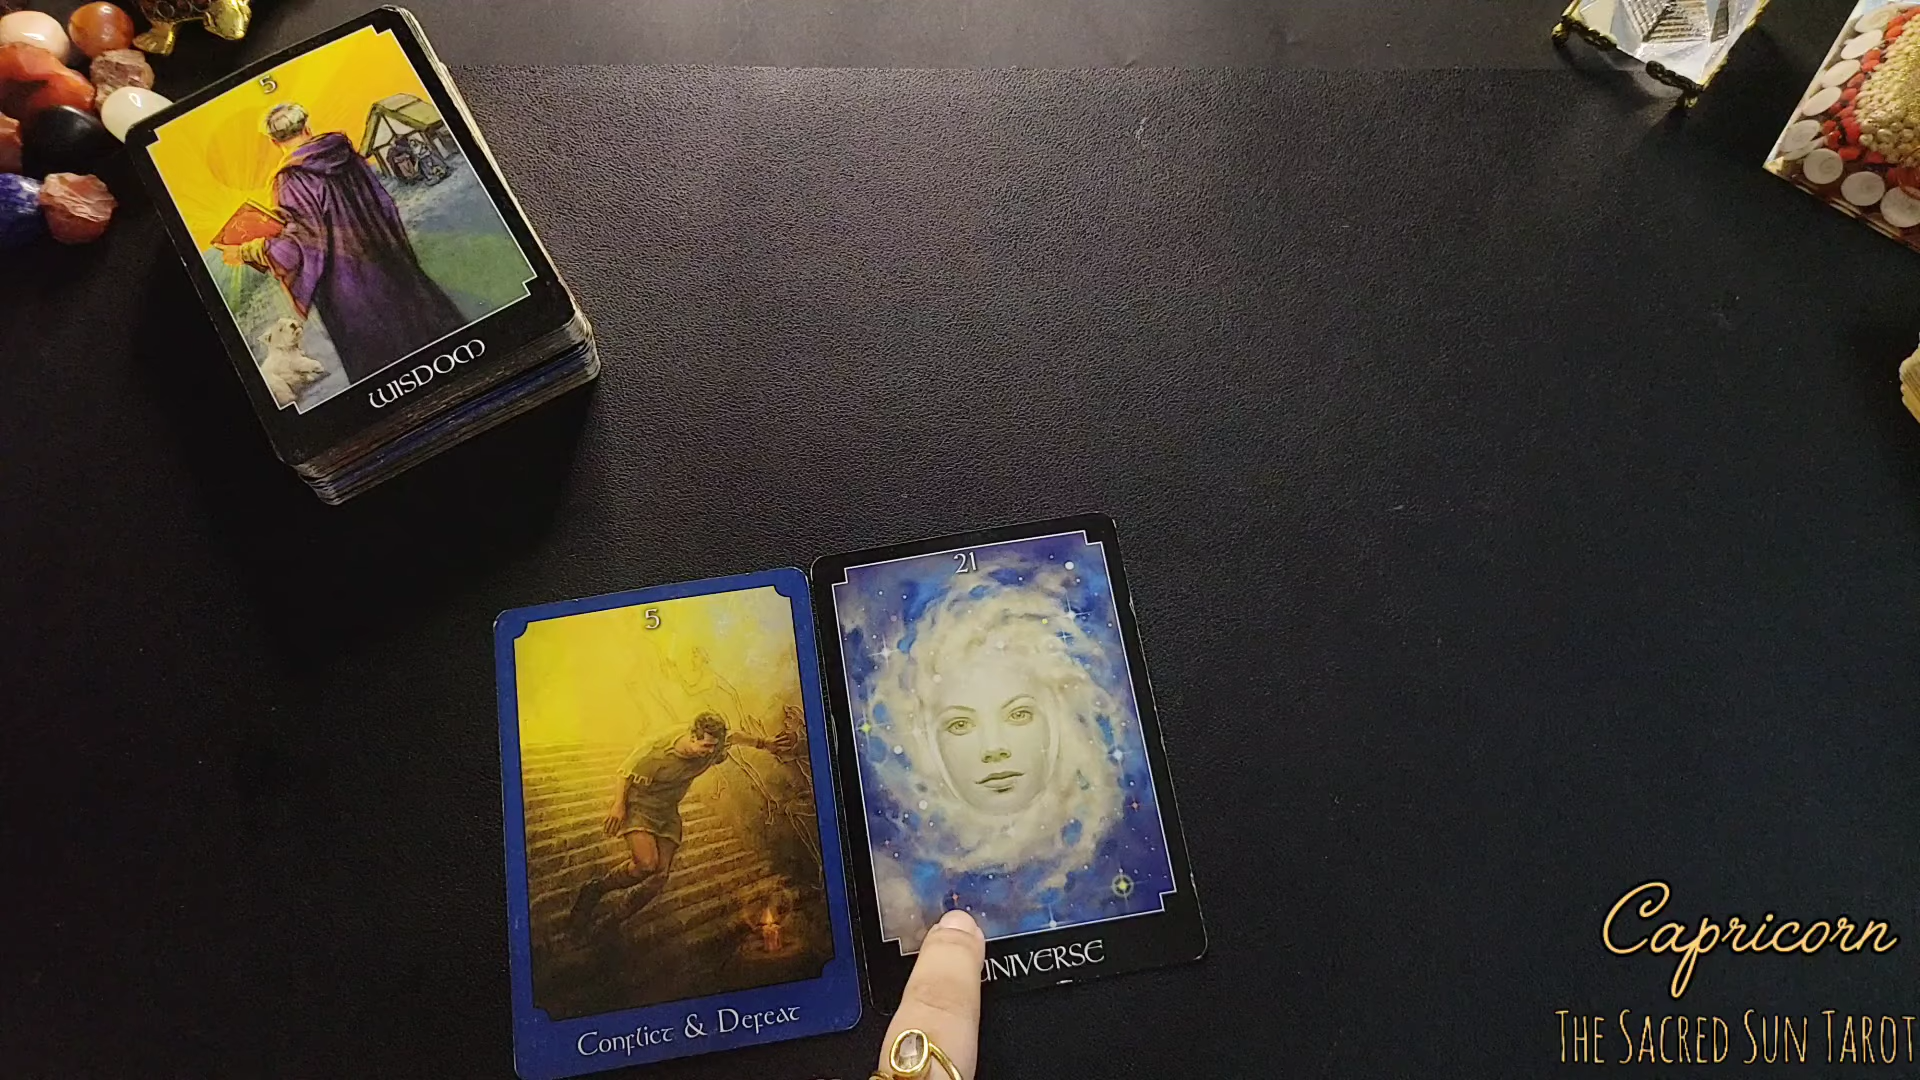 5
WISDOM
5
Conflict & Defeat
21
UNIVERSE
Capricorn
THE SACRED SUN TAROT